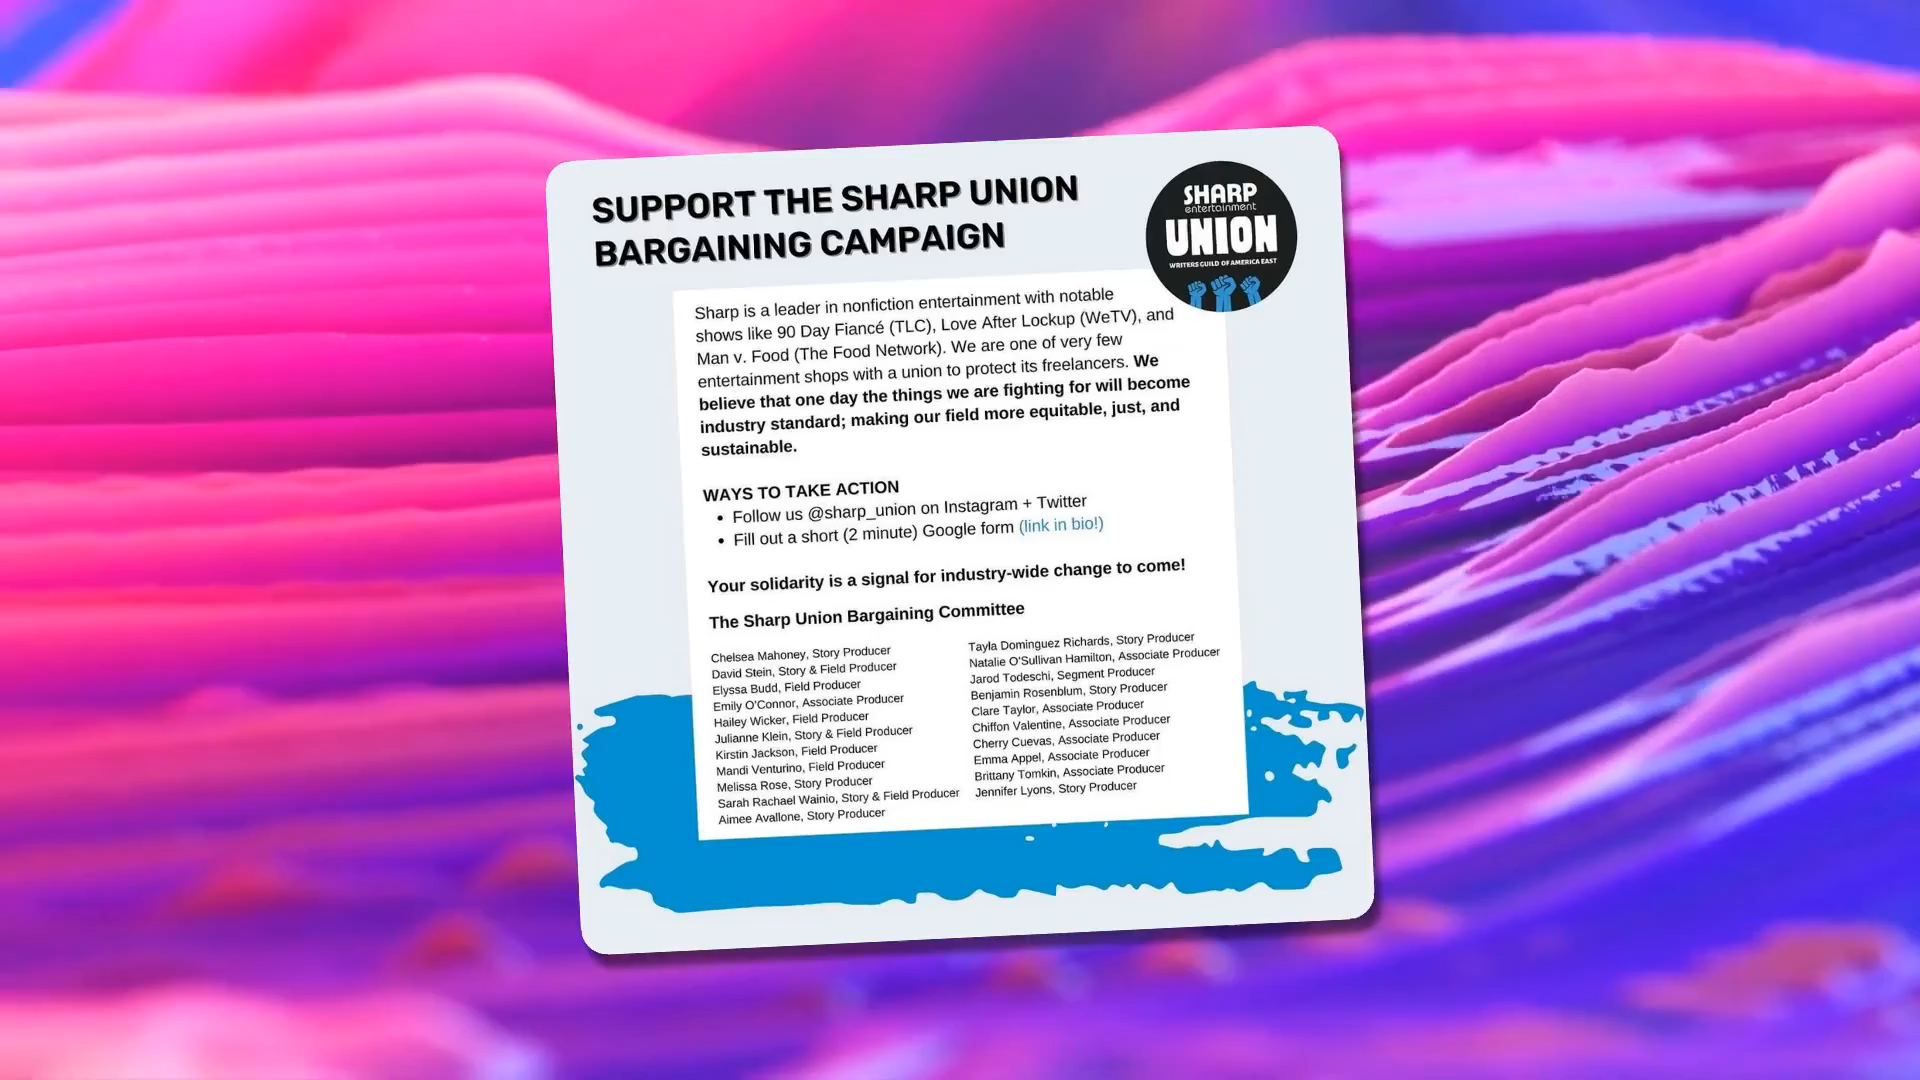 SUPPORT THE SHARP UNION
BARGAINING CAMPAIGN
SHARP
entertainment
UNION
WRITERS GUILD OF AMERICA EAST
Sharp is a leader in nonfiction entertainment with notable
shows like 90 Day Fiancé (TLC), Love After Lockup (WeTV), and
Man v. Food (The Food Network). We are one of very few
entertainment shops with a union to protect its freelancers. We
believe that one day the things we are fighting for will become
industry standard; making our field more equitable, just, and
sustainable.
WAYS TO TAKE ACTION
• Follow us @sharp_union on Instagram + Twitter
• Fill out a short (2 minute) Google form (link in bio!)
Your solidarity is a signal for industry-wide change to come!
The Sharp Union Bargaining Committee
Chelsea Mahoney, Story Producer
David Stein, Story & Field Producer
Elyssa Budd, Field Producer
Emily O'Connor, Associate Producer
Hailey Wicker, Field Producer
Julianne Klein, Story & Field Producer
Kirstin Jackson, Field Producer
Mandi Venturino, Field Producer
Melissa Rose, Story Producer
Sarah Rachael Wainio, Story & Field Producer
Aimee Avallone, Story Producer
Tayla Dominguez Richards, Story Producer
Natalie O'Sullivan Hamilton, Associate Producer
Jarod Todeschi, Segment Producer
Benjamin Rosenblum, Story Producer
Clare Taylor, Associate Producer
Chiffon Valentine, Associate Producer
Cherry Cuevas, Associate Producer
Emma Appel, Associate Producer
Brittany Tomkin, Associate Producer
Jennifer Lyons, Story Producer